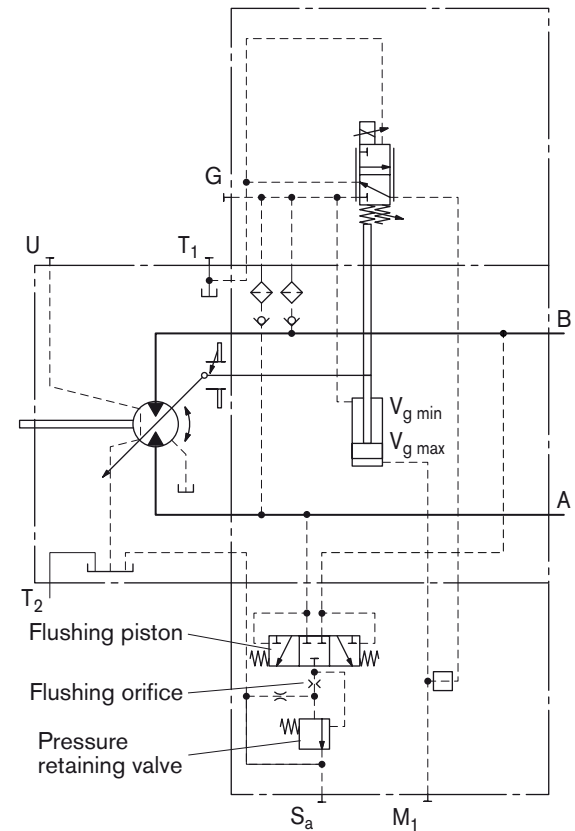 G
U
T1
B
Vg min
Vg max
A
T2
Flushing piston
Flushing orifice
Pressure
retaining valve
Sa
M1